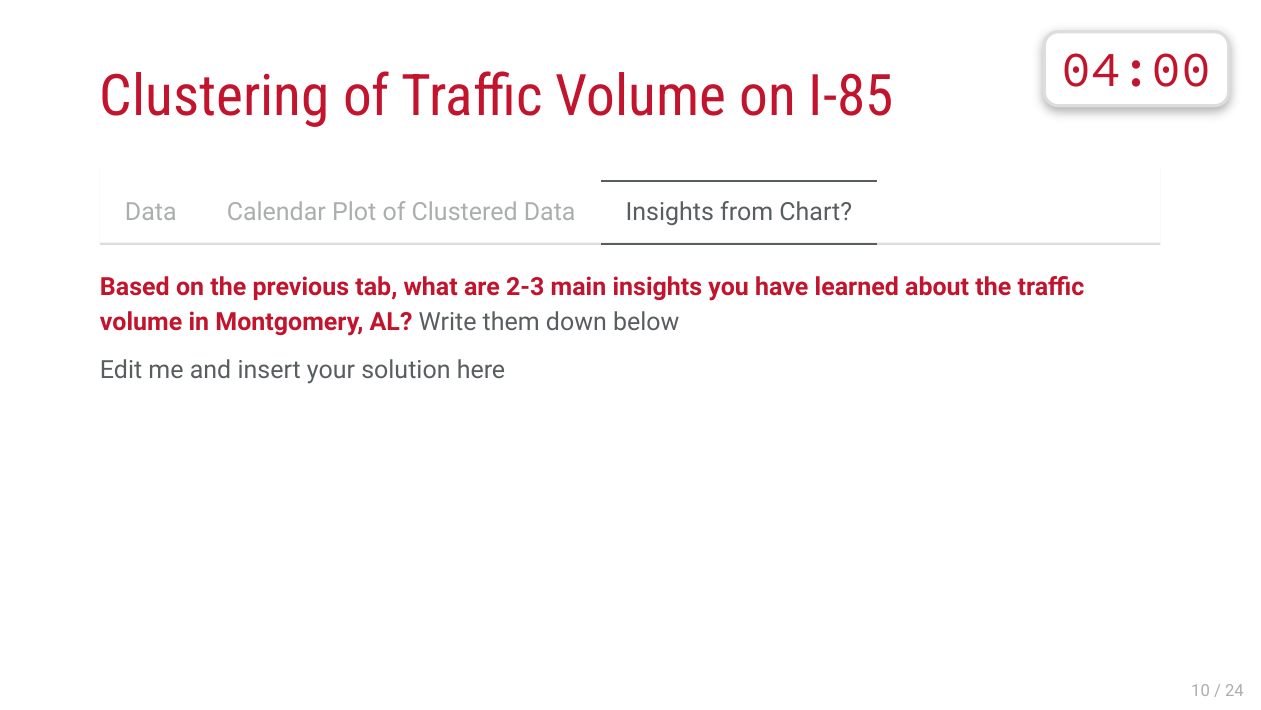 Clustering of Traffic Volume on I-85
04:00
Data
Calendar Plot of Clustered Data
Insights from Chart?
Based on the previous tab, what are 2-3 main insights you have learned about the traffic
volume in Montgomery, AL? Write them down below
Edit me and insert your solution here
10 / 24